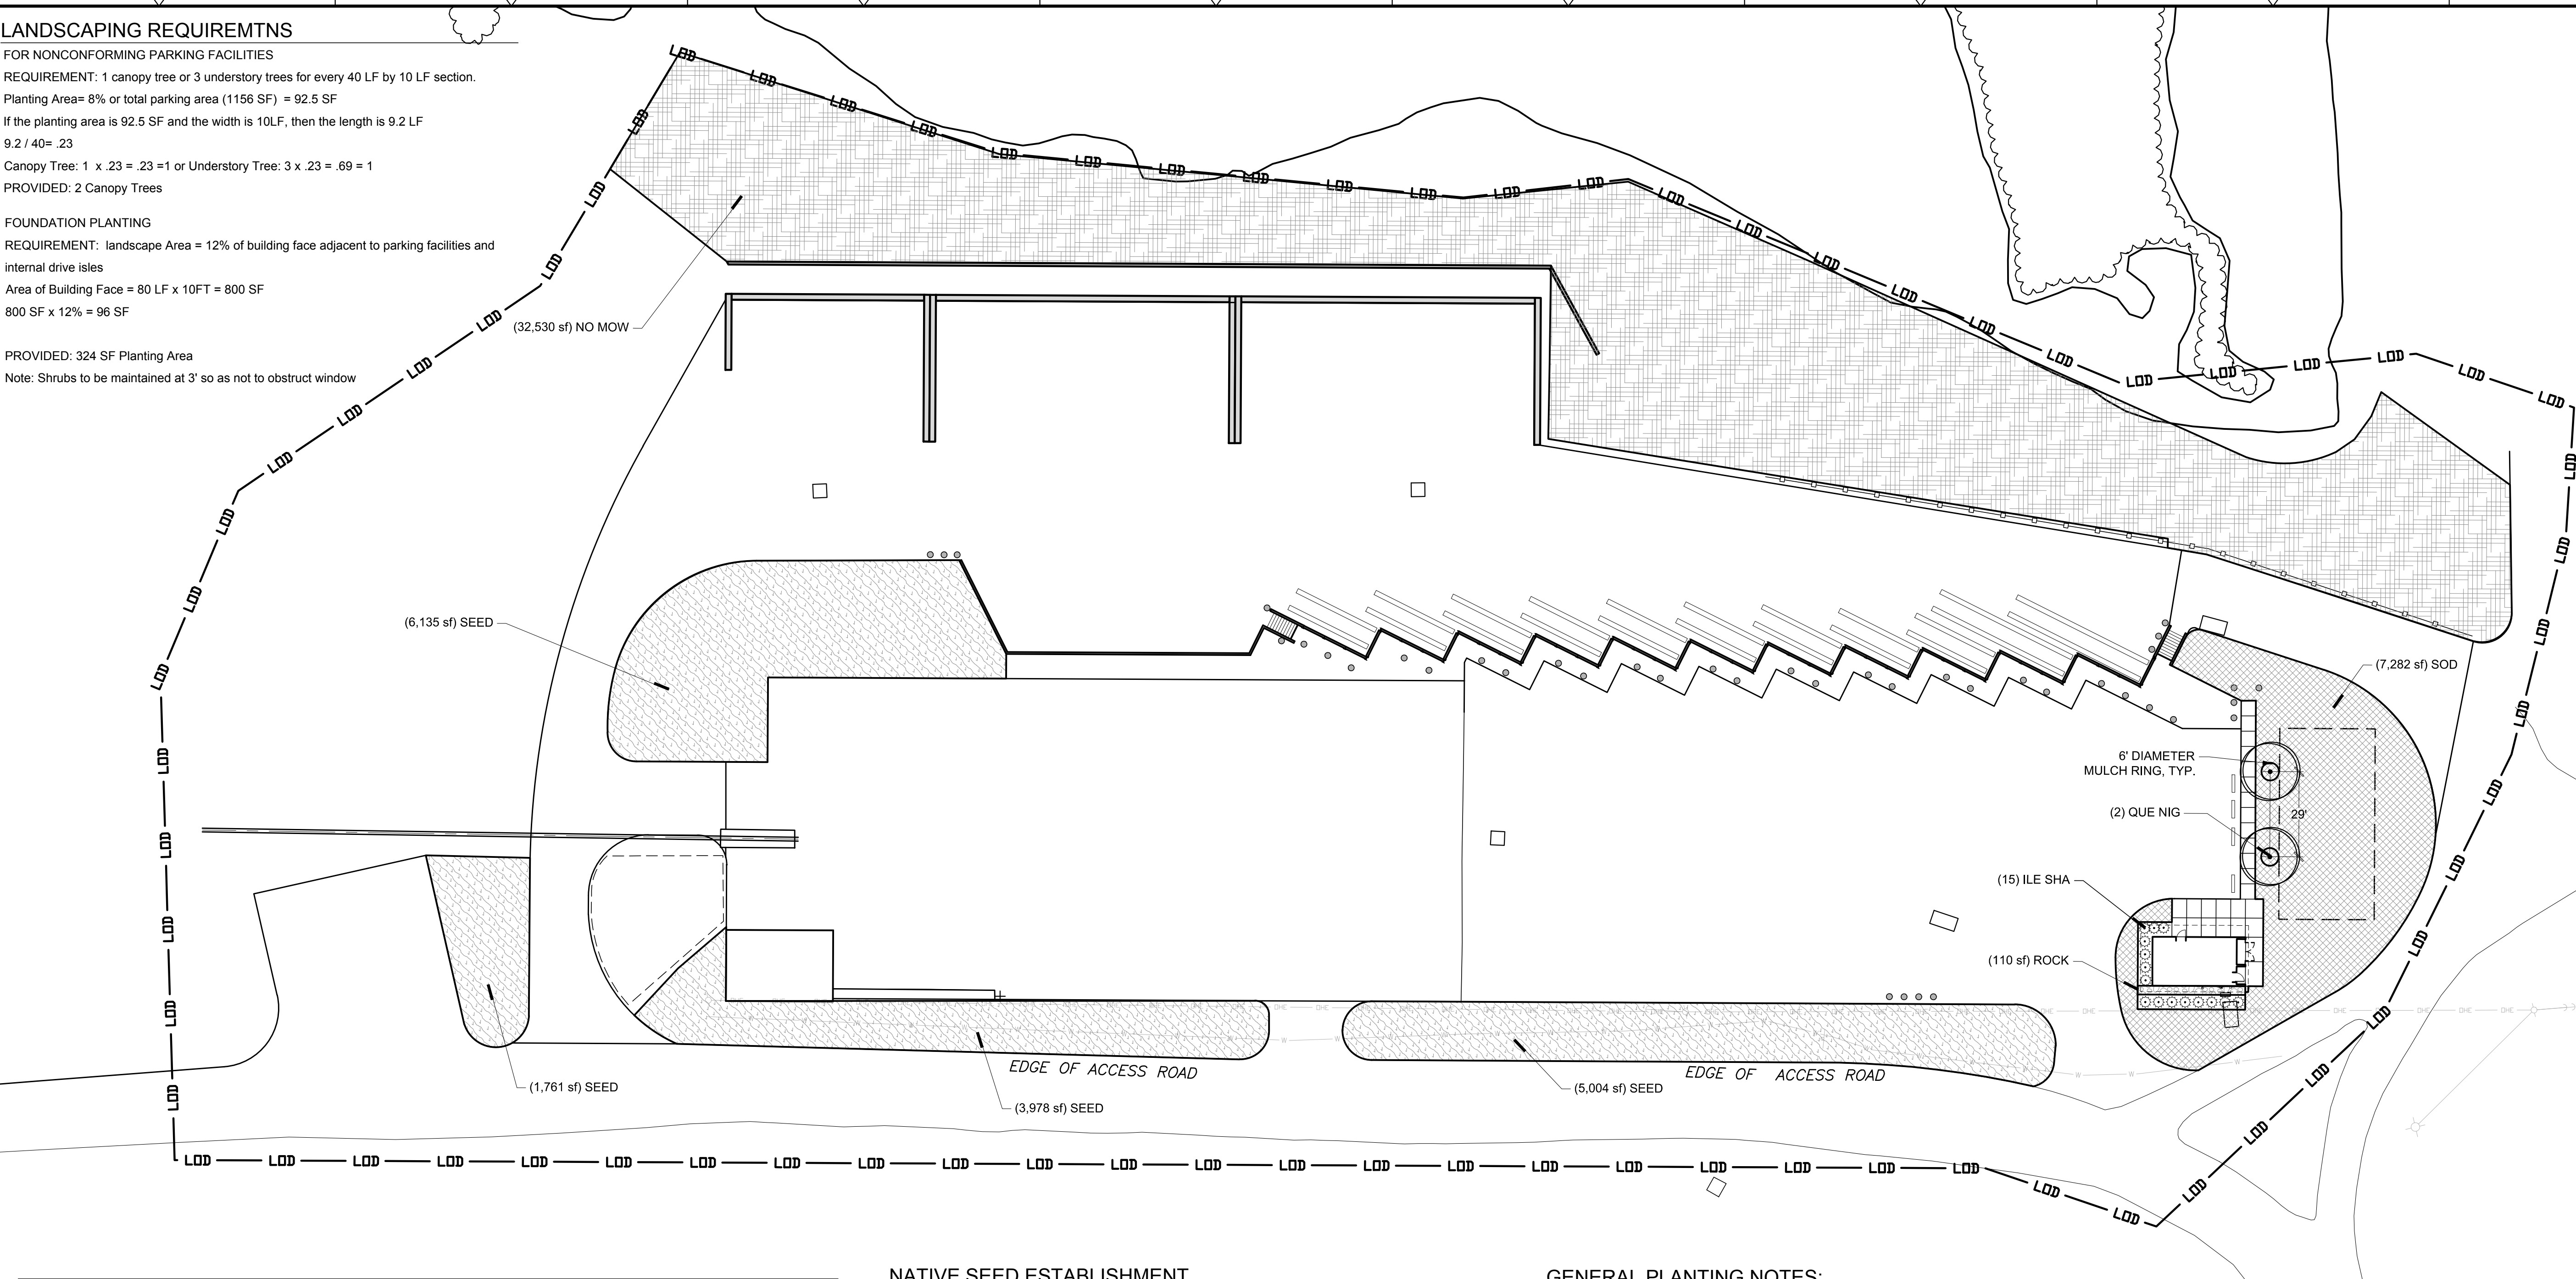 LANDSCAPING REQUIREMTNS
FOR NONCONFORMING PARKING FACILITIES
REQUIREMENT: 1 canopy tree or 3 understory trees for every 40 LF by 10 LF section.
Planting Area= 8% or total parking area (1156 SF) = 92.5 SF
If the planting area is 92.5 SF and the width is 10LF, then the length is 9.2 LF
9.2 / 40= .23
Canopy Tree: 1 x .23 = .23 =1 or Understory Tree: 3 x .23 = .69 = 1
PROVIDED: 2 Canopy Trees
FOUNDATION PLANTING
REQUIREMENT: landscape Area = 12% of building face adjacent to parking facilities and
internal drive isles
Area of Building Face = 80 LF x 10FT = 800 SF
800 SF x 12% = 96 SF
PROVIDED: 324 SF Planting Area
Note: Shrubs to be maintained at 3' so as not to obstruct window
(32,530 sf) NO MOW
(6,135 sf) SEED
(7,282 sf) SOD
6' DIAMETER
MULCH RING, TYP.
(2) QUE NIG
29'
(15) ILE SHA
(110 sf) ROCK
EDGE OF ACCESS ROAD
EDGE OF ACCESS ROAD
(1,761 sf) SEED
(3,978 sf) SEED
(5,004 sf) SEED
LOD
NATIVE SEED ESTABLISHMENT
GENERAL PLANTING NOTES: